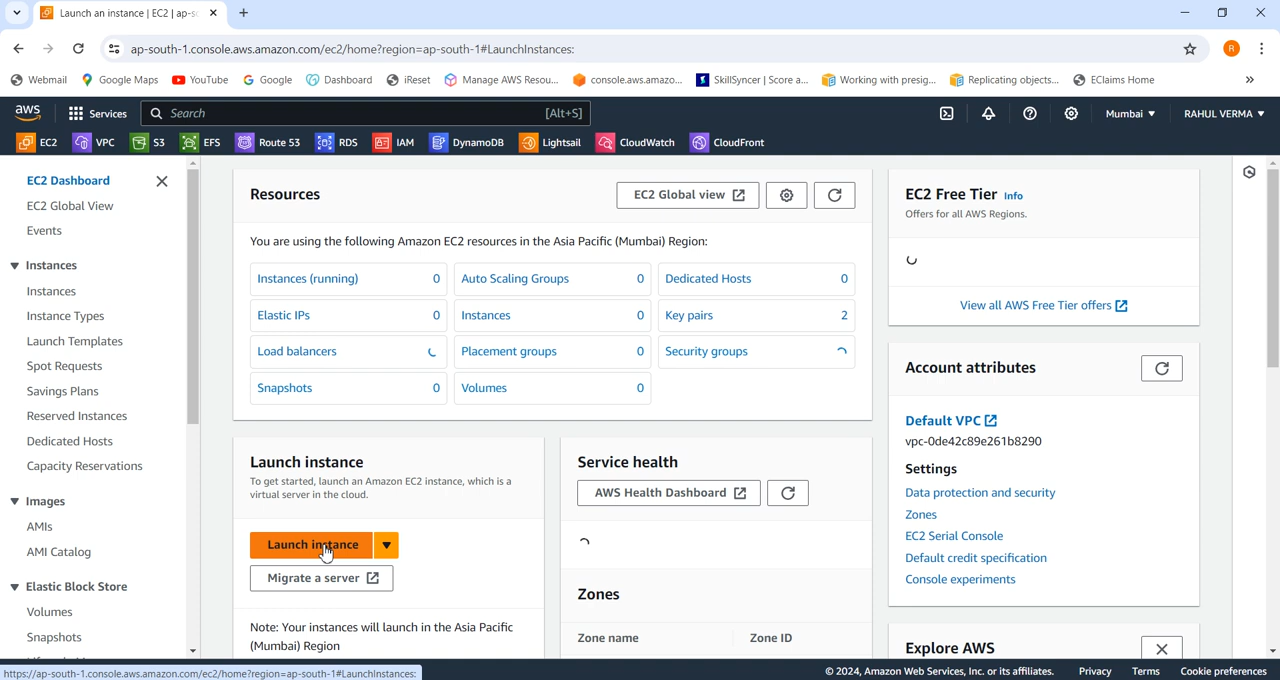 Launch an instance | EC2 | ap-s
ap-south-1.console.aws.amazon.com/ec2/home?region=ap-south-1#LaunchInstances:
R
Webmail
Google Maps
YouTube
Google
Dashboard
iReset
Manage AWS Resou...
console.aws.amazo...
SkillSyncer | Score a...
Working with presig...
Replicating objects...
EClaims Home
aws
Services
Search
[Alt+S]
Mumbai
RAHUL VERMA
EC2
VPC
S3
EFS
Route 53
RDS
IAM
DynamoDB
Lightsail
CloudWatch
CloudFront
EC2 Dashboard
EC2 Global View
Events
Instances
Instances
Instance Types
Launch Templates
Spot Requests
Savings Plans
Reserved Instances
Dedicated Hosts
Capacity Reservations
Images
AMIs
AMI Catalog
Elastic Block Store
Volumes
Snapshots
Resources
EC2 Global view
You are using the following Amazon EC2 resources in the Asia Pacific (Mumbai) Region:
Instances (running) 0
Auto Scaling Groups 0
Dedicated Hosts 0
Elastic IPs 0
Instances 0
Key pairs 2
Load balancers
Placement groups 0
Security groups
Snapshots 0
Volumes 0
Launch instance
To get started, launch an Amazon EC2 instance, which is a
virtual server in the cloud.
Launch instance
Migrate a server
Note: Your instances will launch in the Asia Pacific
(Mumbai) Region
Service health
AWS Health Dashboard
Zones
Zone name
Zone ID
EC2 Free Tier Info
Offers for all AWS Regions.
View all AWS Free Tier offers
Account attributes
Default VPC
vpc-0de42c89e261b8290
Settings
Data protection and security
Zones
EC2 Serial Console
Default credit specification
Console experiments
Explore AWS
https://ap-south-1.console.aws.amazon.com/ec2/home?region=ap-south-1#LaunchInstances:
© 2024, Amazon Web Services, Inc. or its affiliates.
Privacy
Terms
Cookie preferences